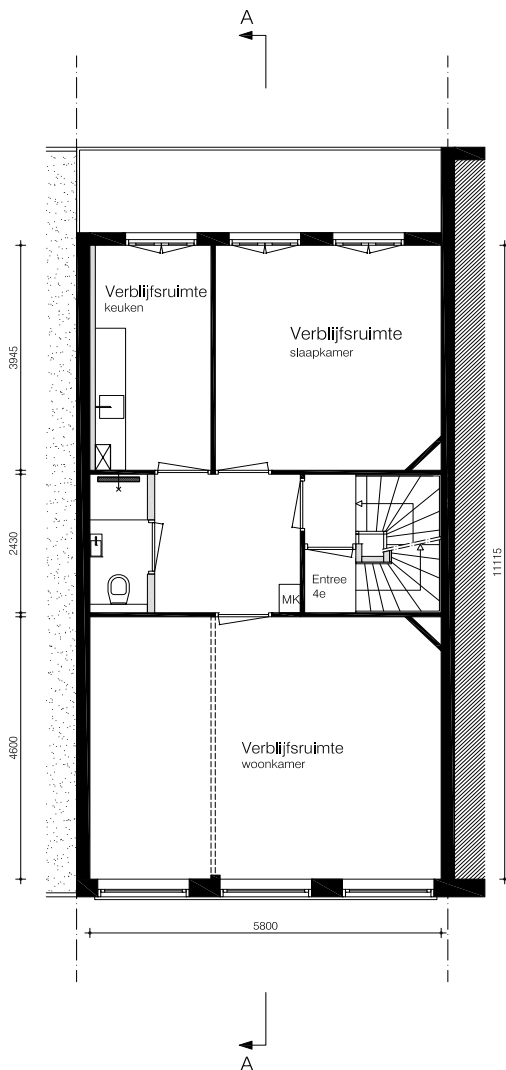 A
Verblijfsruimte
keuken
Verblijfsruimte
slaapkamer
3945
2430
11115
Entree
4e
MK
4600
Verblijfsruimte
woonkamer
5800
A